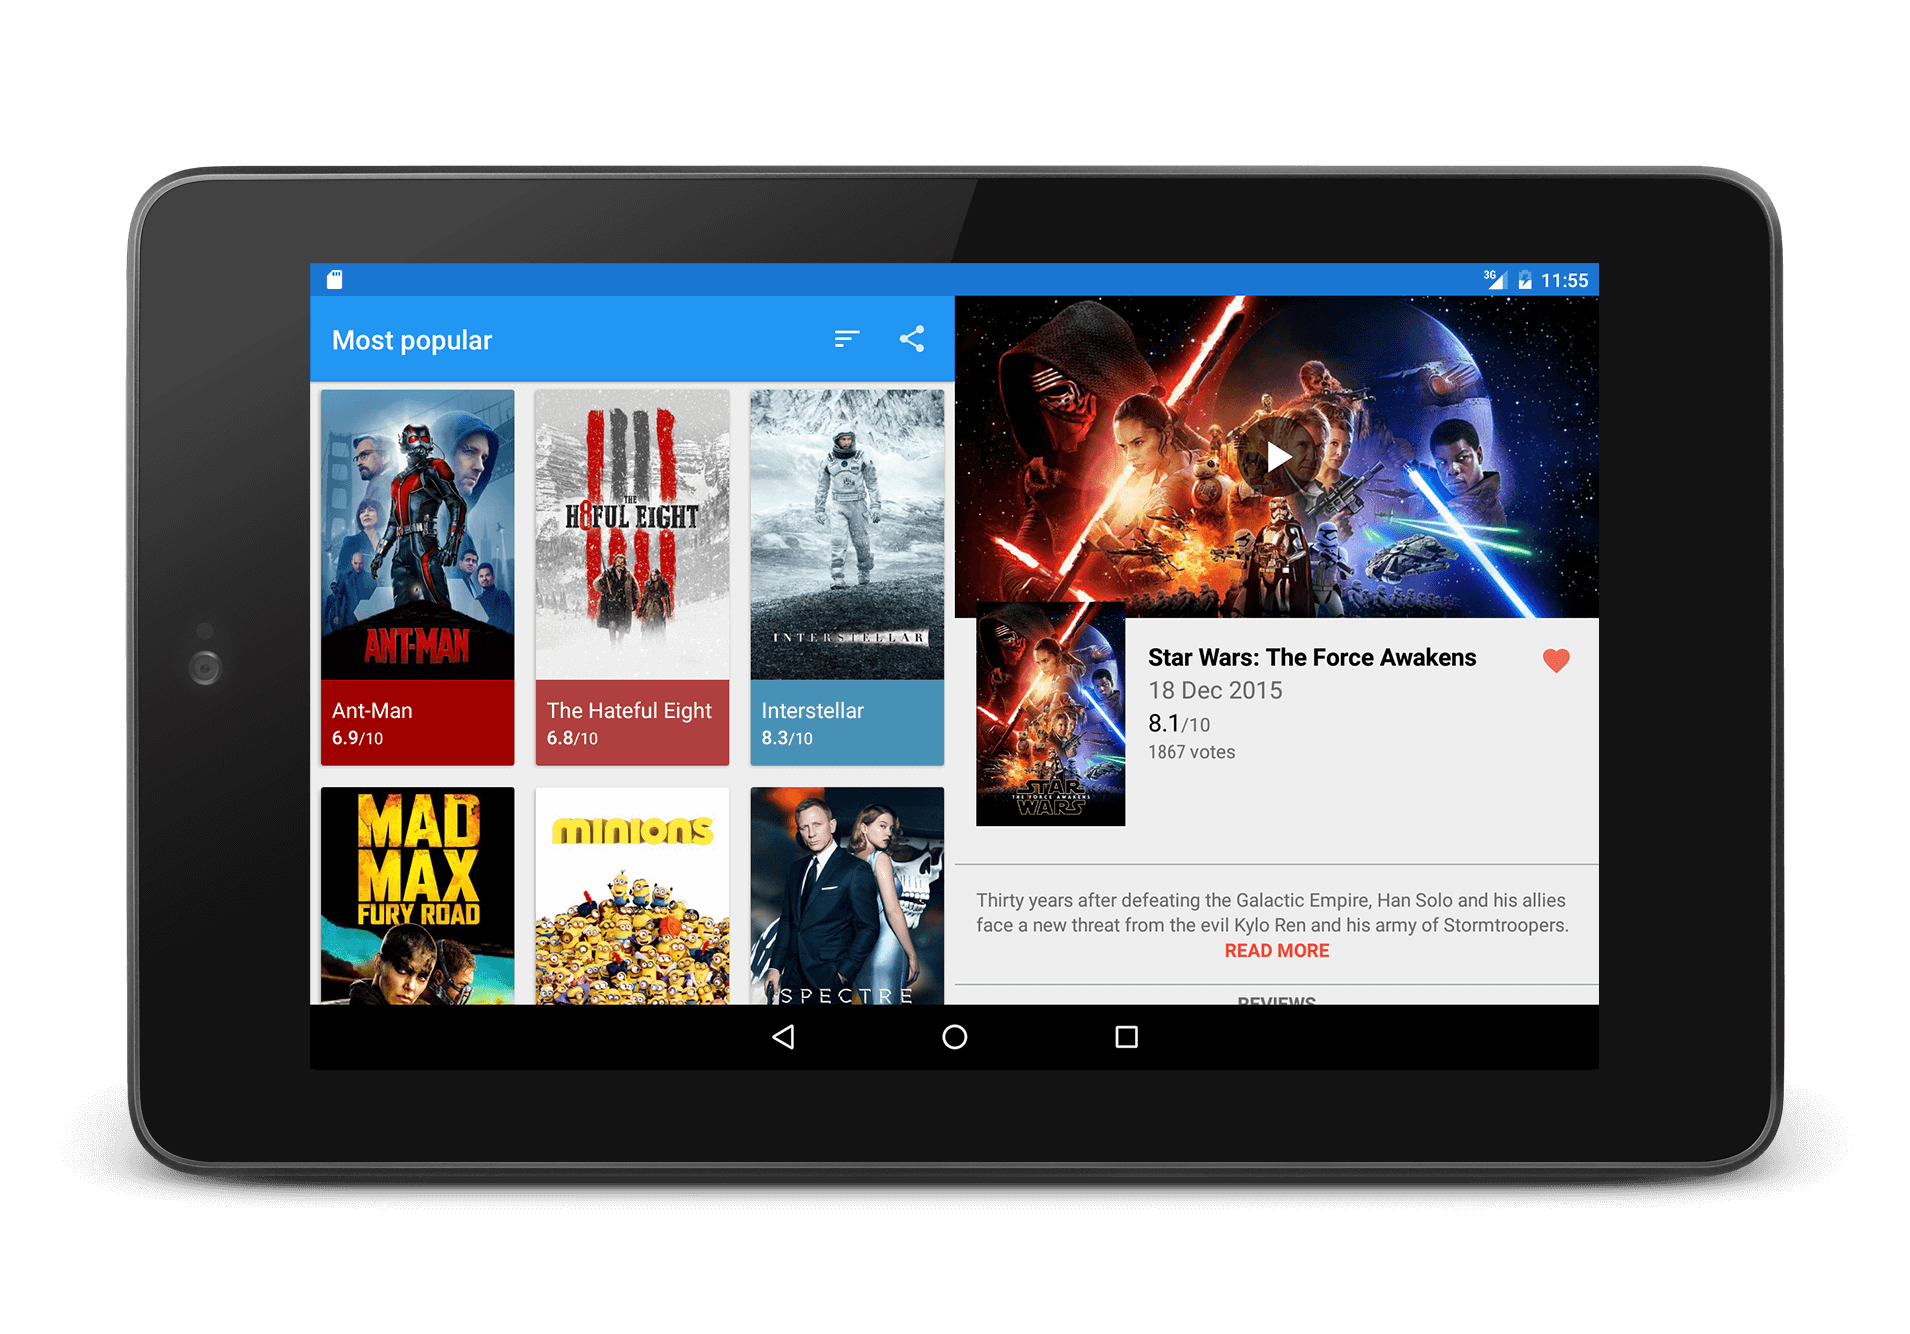 3G 11:55
Most popular
ANT-MAN
Ant-Man
6.9/10
THE
H8FUL EIGHT
The Hateful Eight
6.8/10
INTERSTELLAR
Interstellar
8.3/10
MAD
MAX
FURY ROAD
minions
SPECTRE
STAR
THE FORCE AWAKENS
WARS
Star Wars: The Force Awakens
18 Dec 2015
8.1/10
1867 votes
Thirty years after defeating the Galactic Empire, Han Solo and his allies
face a new threat from the evil Kylo Ren and his army of Stormtroopers.
READ MORE
REVIEWS